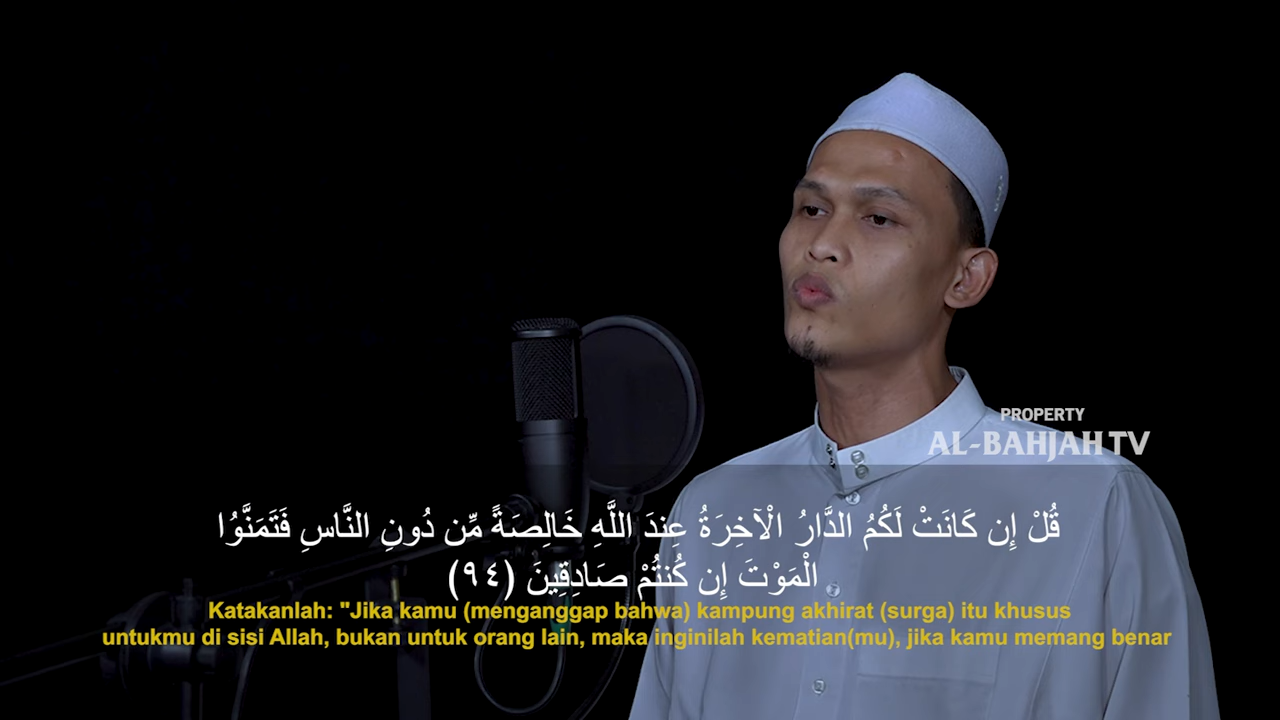 PROPERTY
AL-BAHJAH TV
قُلْ إِن كَانَتْ لَكُمُ الدَّارُ الْآخِرَةُ عِندَ اللَّهِ خَالِصَةً مِّن دُونِ النَّاسِ فَتَمَنَّوُا
الْمَوْتَ إِن كُنتُمْ صَادِقِينَ (٩٤)
Katakanlah: "Jika kamu (menganggap bahwa) kampung akhirat (surga) itu khusus
untukmu di sisi Allah, bukan untuk orang lain, maka inginilah kematian(mu), jika kamu memang benar